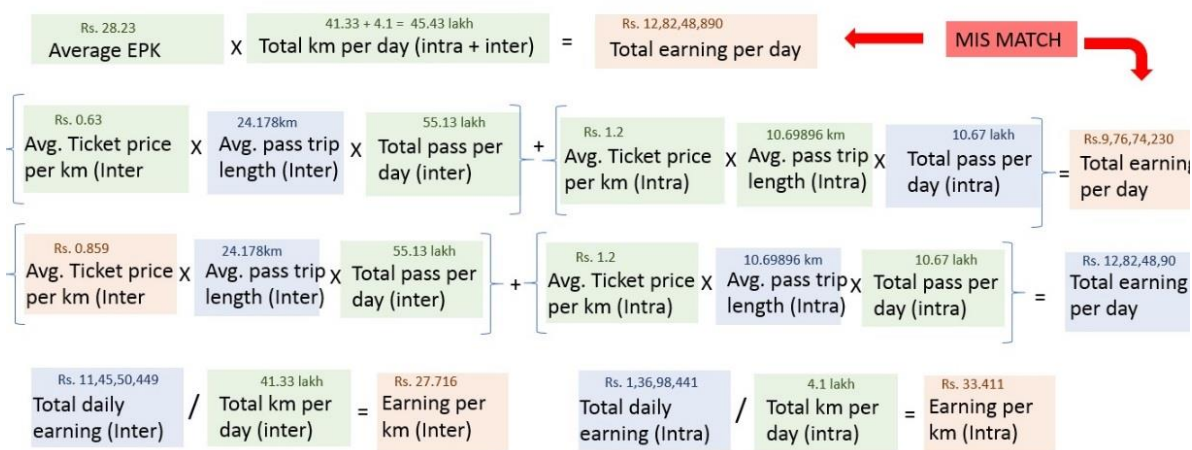 Rs. 28.23
Average EPK
X
41.33 + 4.1 = 45.43 lakh
Total km per day (intra + inter)
=
Rs. 12,82,48,890
Total earning per day
MIS MATCH
Rs. 0.63
Avg. Ticket price
per km (Inter
X
24.178km
Avg. pass trip
length (Inter)
X
55.13 lakh
Total pass per
day (inter)
+
Rs. 1.2
Avg. Ticket price
per km (Intra)
X
10.69896 km
Avg. pass trip
length (Intra)
X
10.67 lakh
Total pass per
day (intra)
=
Rs.9,76,74,230
Total earning
per day
Rs. 0.859
Avg. Ticket price
per km (Inter
X
24.178km
Avg. pass trip
length (Inter)
X
55.13 lakh
Total pass per
day (inter)
+
Rs. 1.2
Avg. Ticket price
per km (Intra)
X
10.69896 km
Avg. pass trip
length (Intra)
X
10.67 lakh
Total pass per
day (intra)
=
Rs. 12,82,48,90
Total earning
per day
Rs. 11,45,50,449
Total daily
earning (Inter)
/
41.33 lakh
Total km per
day (inter)
=
Rs. 27.716
Earning per
km (Inter)
Rs. 1,36,98,441
Total daily
earning (Intra)
/
4.1 lakh
Total km per
day (intra)
=
Rs. 33.411
Earning per
km (Intra)